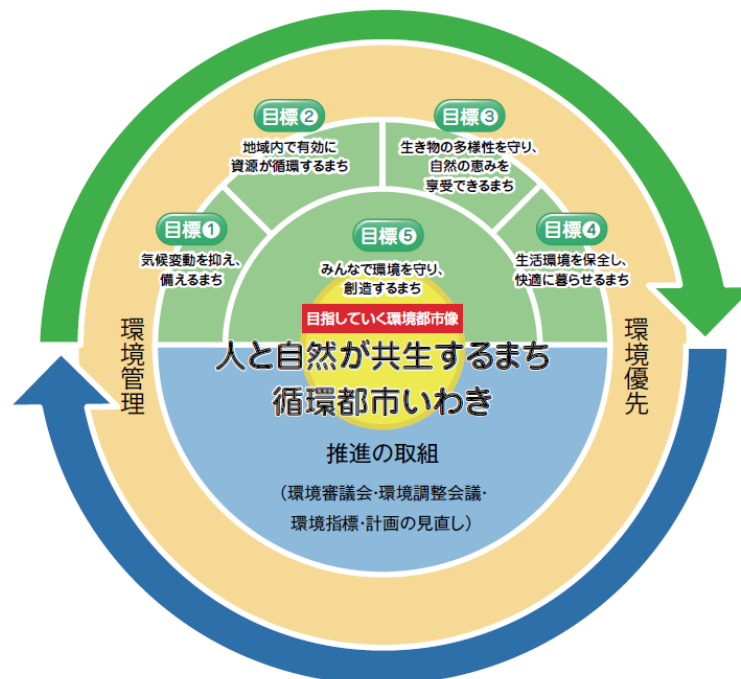 目標❷
地域内で有効に
資源が循環するまち
目標❸
生き物の多様性を守り、
自然の恵みを
享受できるまち
目標❶
気候変動を抑え、
備えるまち
目標❺
みんなで環境を守り、
創造するまち
目標❹
生活環境を保全し、
快適に暮らせるまち
目指していく環境都市像
人と自然が共生するまち
循環都市いわき
環境管理
環境優先
推進の取組
（環境審議会・環境調整会議・
環境指標・計画の見直し）